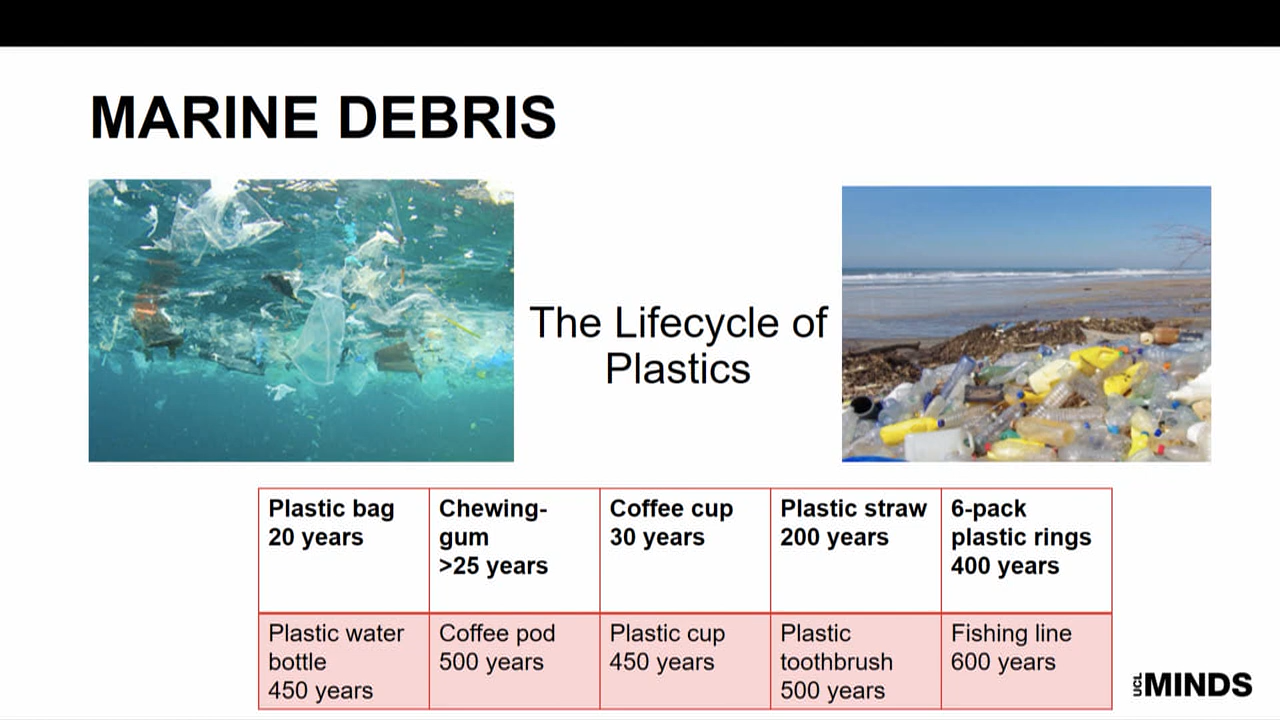 MARINE DEBRIS
The Lifecycle of
Plastics
Plastic bag
20 years
Chewing-
gum
>25 years
Coffee cup
30 years
Plastic straw
200 years
6-pack
plastic rings
400 years
Plastic water
bottle
450 years
Coffee pod
500 years
Plastic cup
450 years
Plastic
toothbrush
500 years
Fishing line
600 years
UCL MINDS